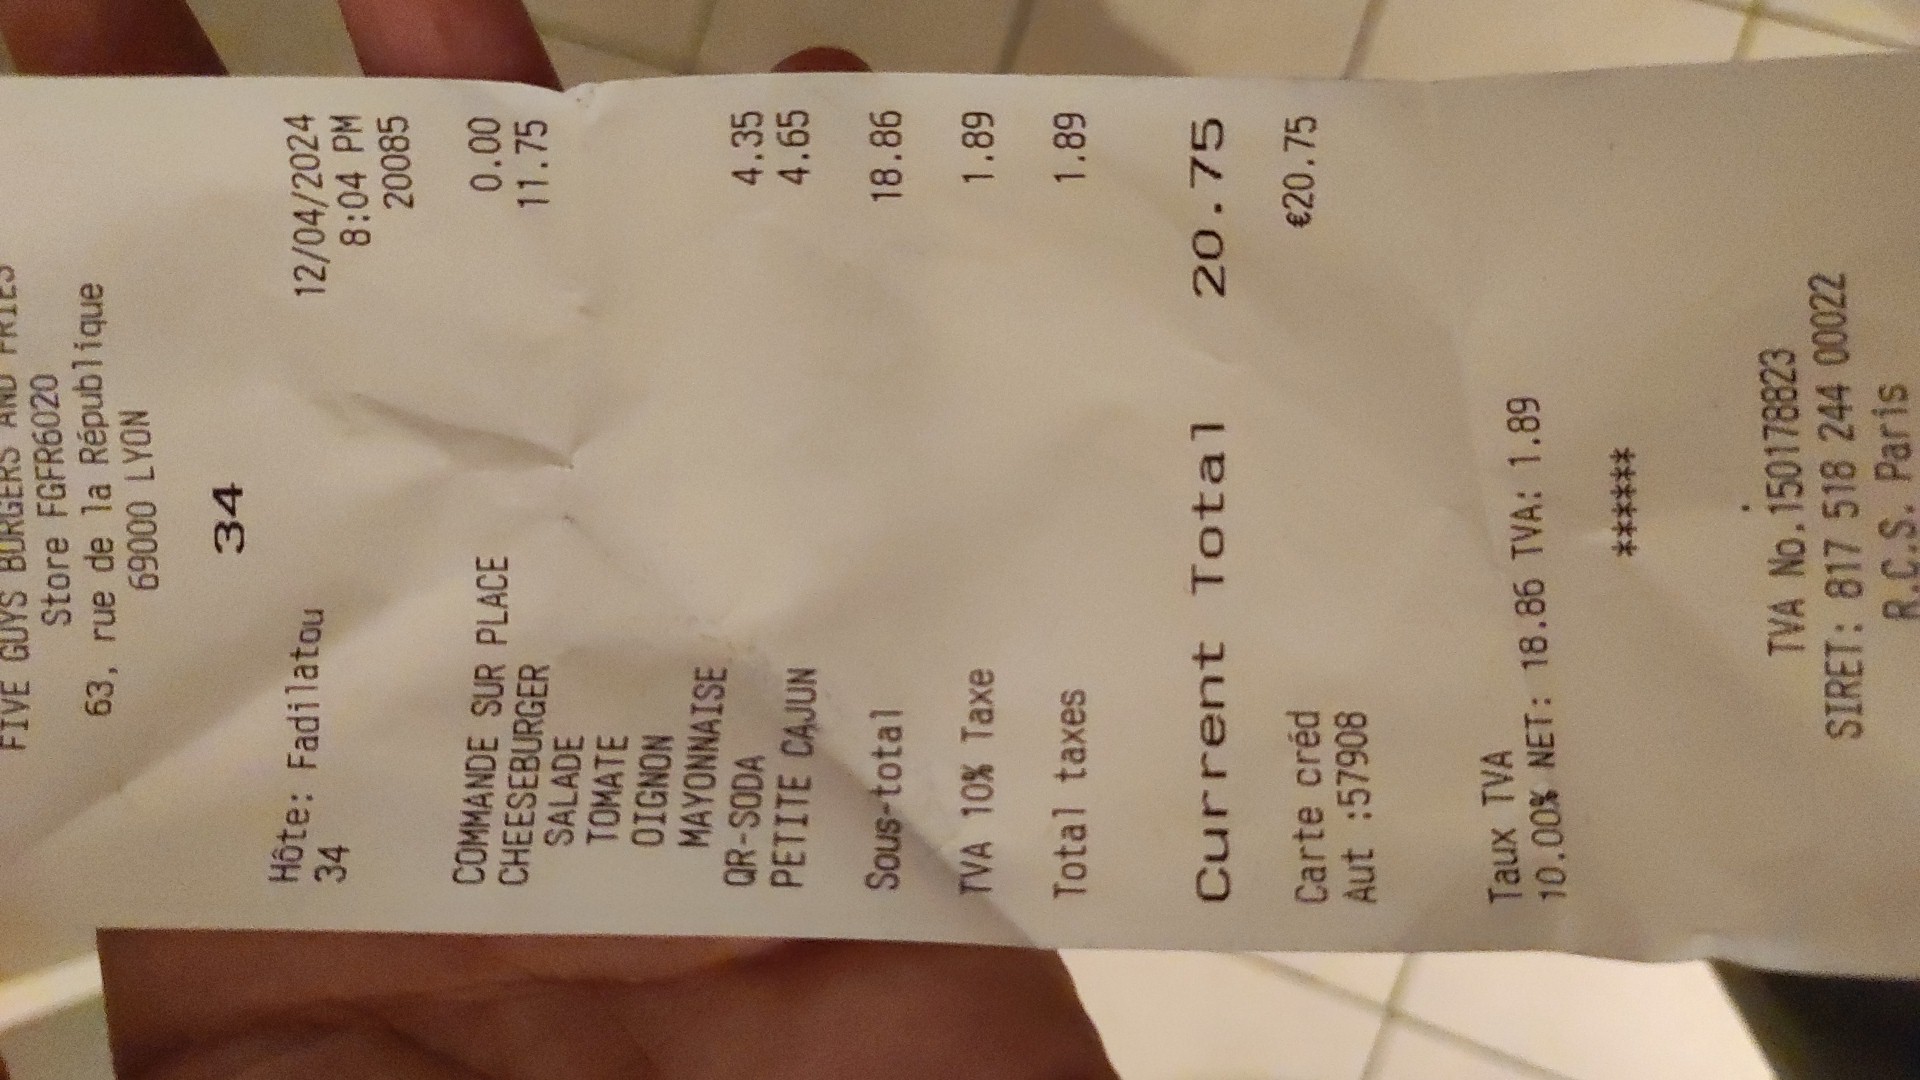 FIVE GUYS BURGERS AND FRIES
Store FGFR6020
63, rue de la République
69000 LYON
34
Hôte: Fadilatou 12/04/2024
34 8:04 PM
20085
COMMANDE SUR PLACE 0.00
CHEESEBURGER 11.75
SALADE
TOMATE
OIGNON
MAYONNAISE
QR-SODA 4.35
PETITE CAJUN 4.65
Sous-total 18.86
TVA 10% Taxe 1.89
Total taxes 1.89
Current Total 20.75
Carte créd €20.75
Aut :57908
Taux TVA
10.00% NET: 18.86 TVA: 1.89
******
TVA No.150178823
SIRET: 817 518 244 00022
R.C.S. Paris